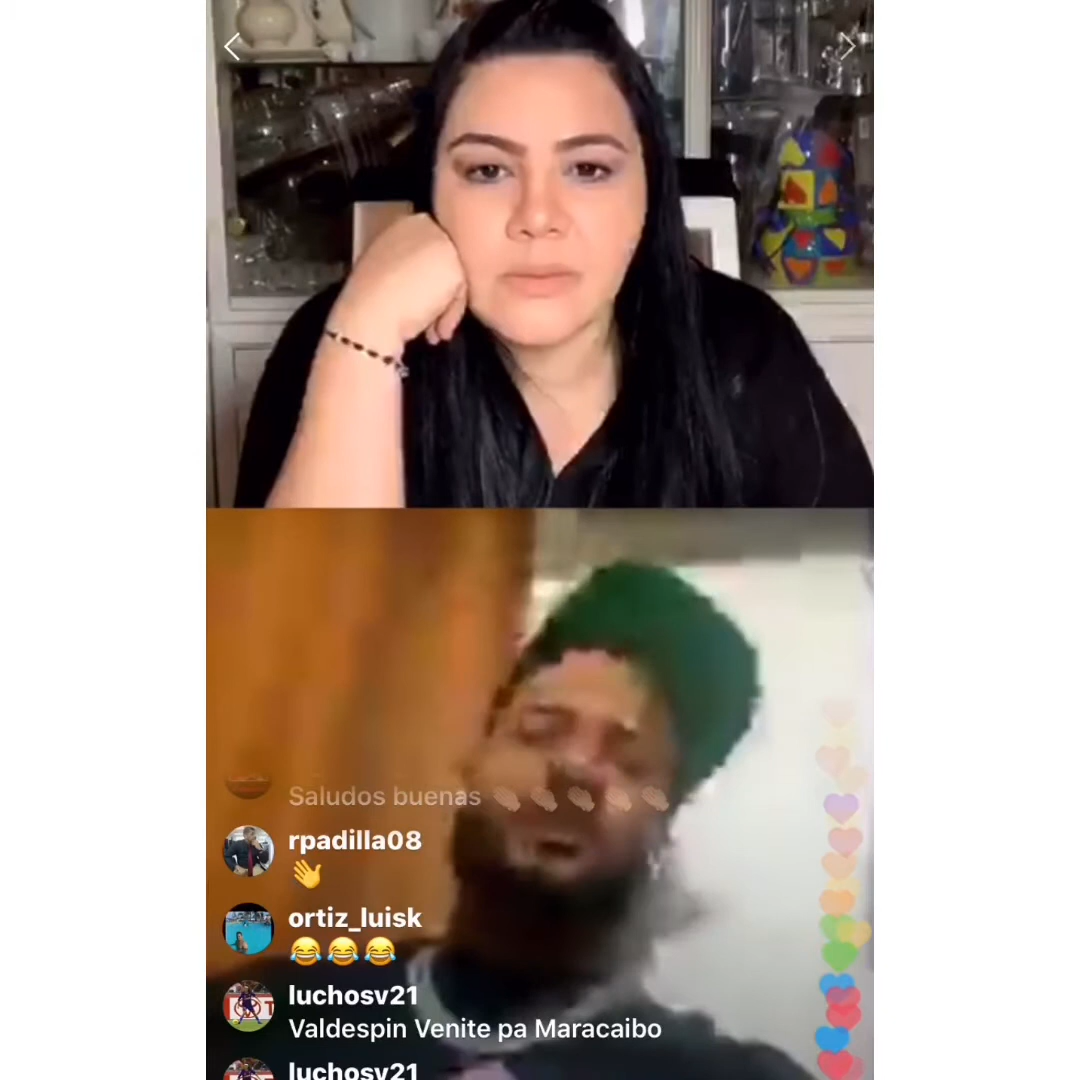 Saludos buenas 👏🏽👏🏽👏🏽👏🏽👏🏽
rpadilla08
👋
ortiz_luisk
😂😂😂
luchosv21
Valdespin Venite pa Maracaibo
luchosv21